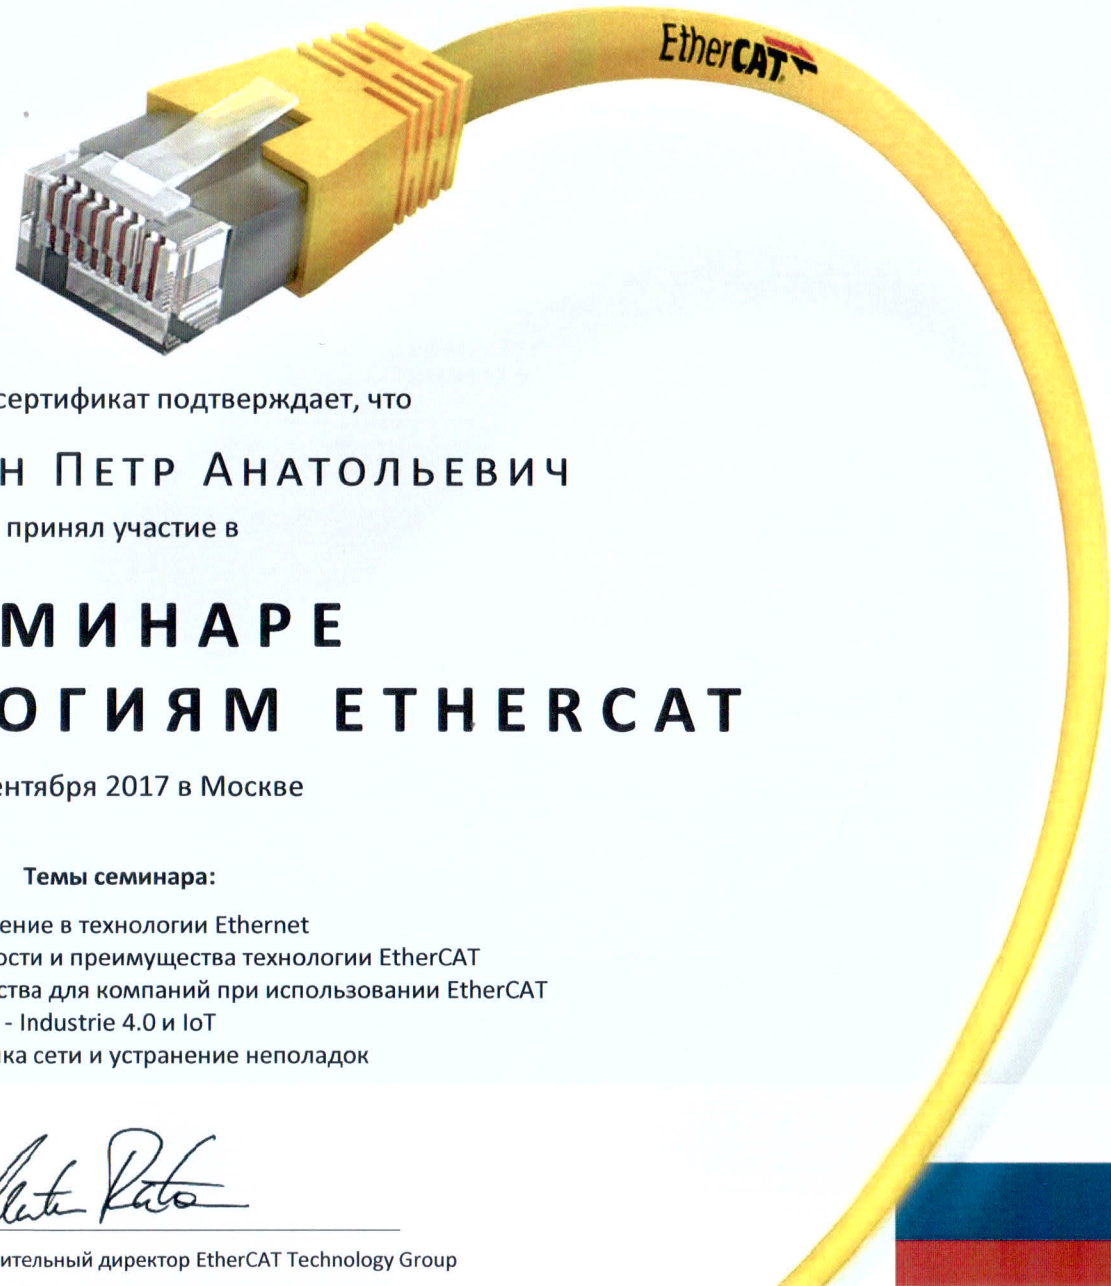 EtherCAT
сертификат подтверждает, что
Н ПЕТР АНАТОЛЬЕВИЧ
принял участие в
МИНАРЕ
ОГИЯМ ETHERCAT
ентября 2017 в Москве
Темы семинара:
ение в технологии Ethernet
ости и преимущества технологии EtherCAT
ства для компаний при использовании EtherCAT
- Industrie 4.0 и IoT
ка сети и устранение неполадок
ительный директор EtherCAT Technology Group